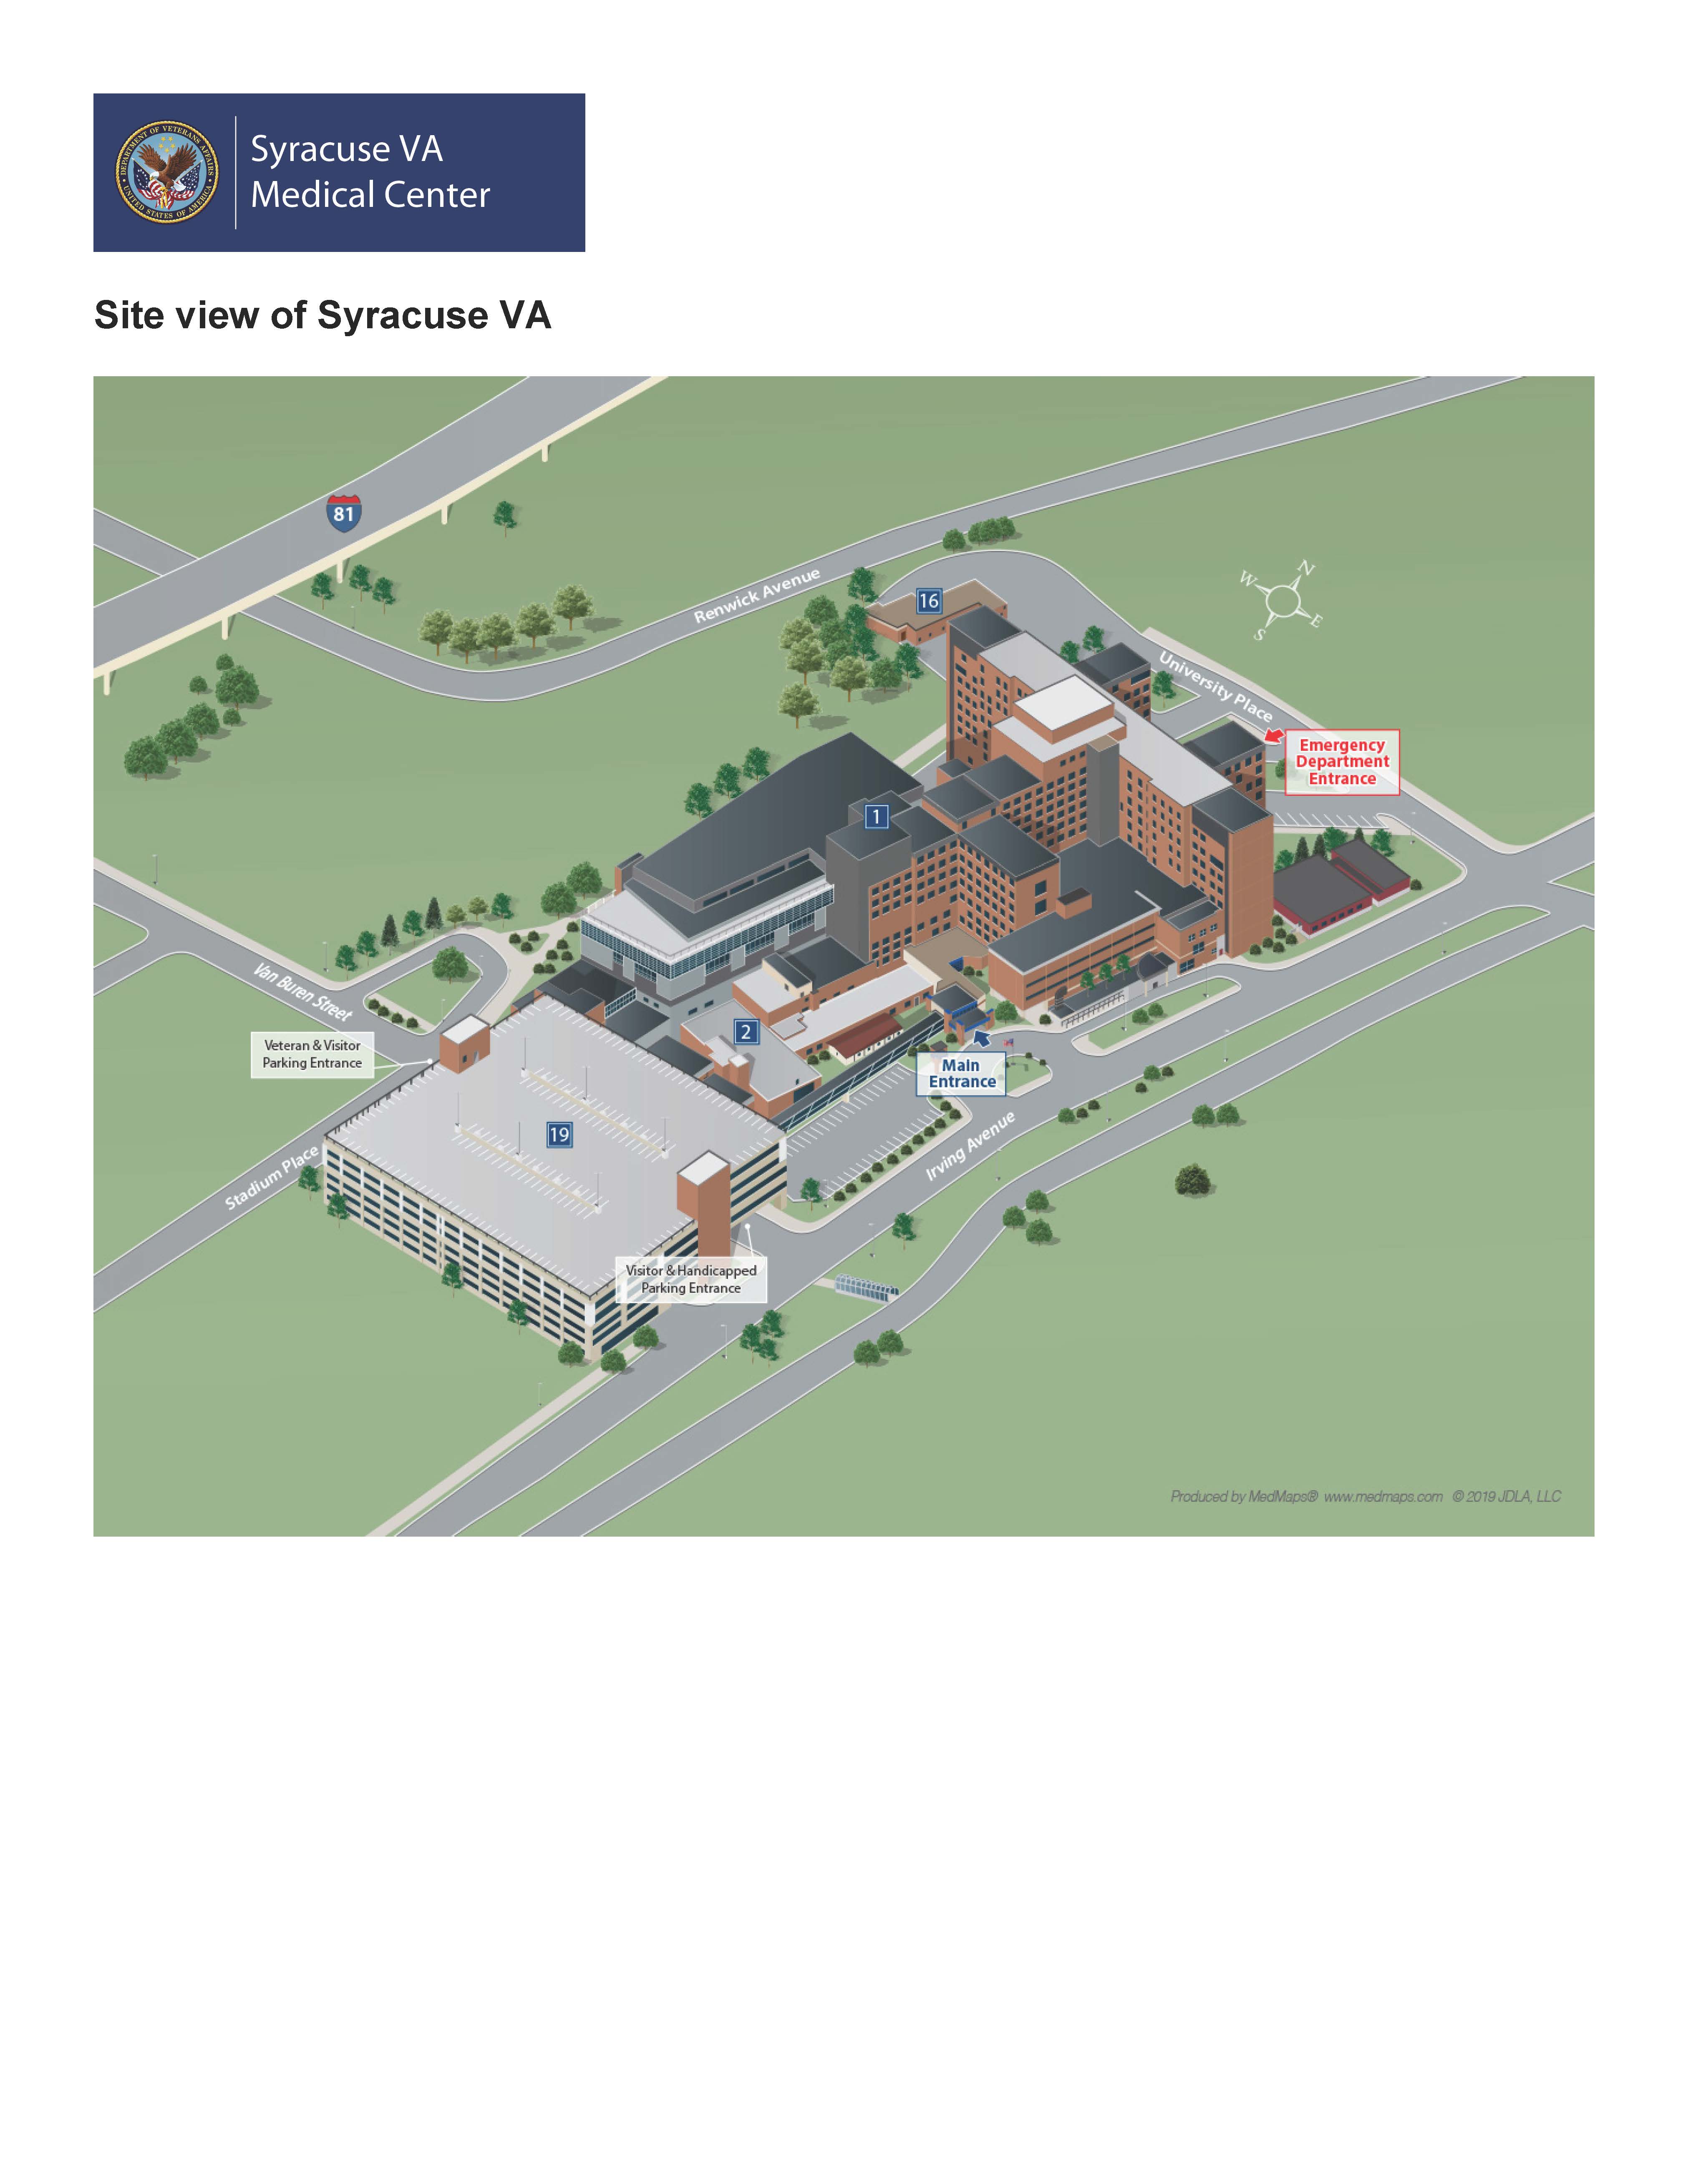 DEPARTMENT OF VETERANS AFFAIRS
UNITED STATES OF AMERICA
Syracuse VA
Medical Center
Site view of Syracuse VA
81
Renwick Avenue
16
N
W
E
S
University Place
Emergency
Department
Entrance
1
Van Buren Street
Veteran & Visitor
Parking Entrance
2
Main
Entrance
19
Stadium Place
Irving Avenue
Visitor & Handicapped
Parking Entrance
Produced by MedMaps® www.medmaps.com © 2019 JDLA, LLC